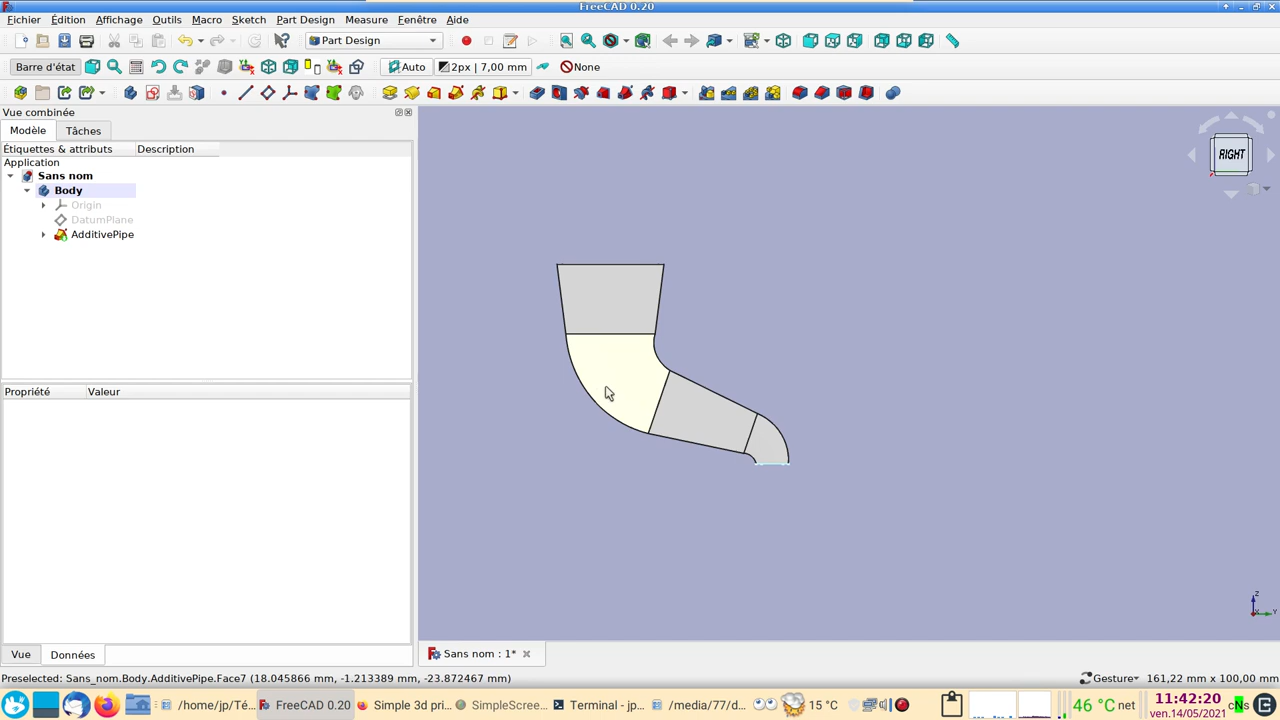 FreeCAD 0.20
Fichier Édition Affichage Outils Macro Sketch Part Design Measure Fenêtre Aide
Part Design
Barre d'état Auto 2px | 7,00 mm None
Vue combinée
Modèle Tâches
Étiquettes & attributs Description
Application
Sans nom
Body
Origin
DatumPlane
AdditivePipe
RIGHT
Propriété Valeur
Z
Y
Vue Données
Sans nom : 1*
Preselected: Sans_nom.Body.AdditivePipe.Face7 (18.045866 mm, -1.213389 mm, -23.872467 mm)
Gesture 161,22 mm x 100,00 mm
/home/jp/Té... FreeCAD 0.20 Simple 3d pri... SimpleScree... Terminal - jp... /media/77/d... 15 °C 46 °C net 11:42:20 cNs
ven.14/05/2021